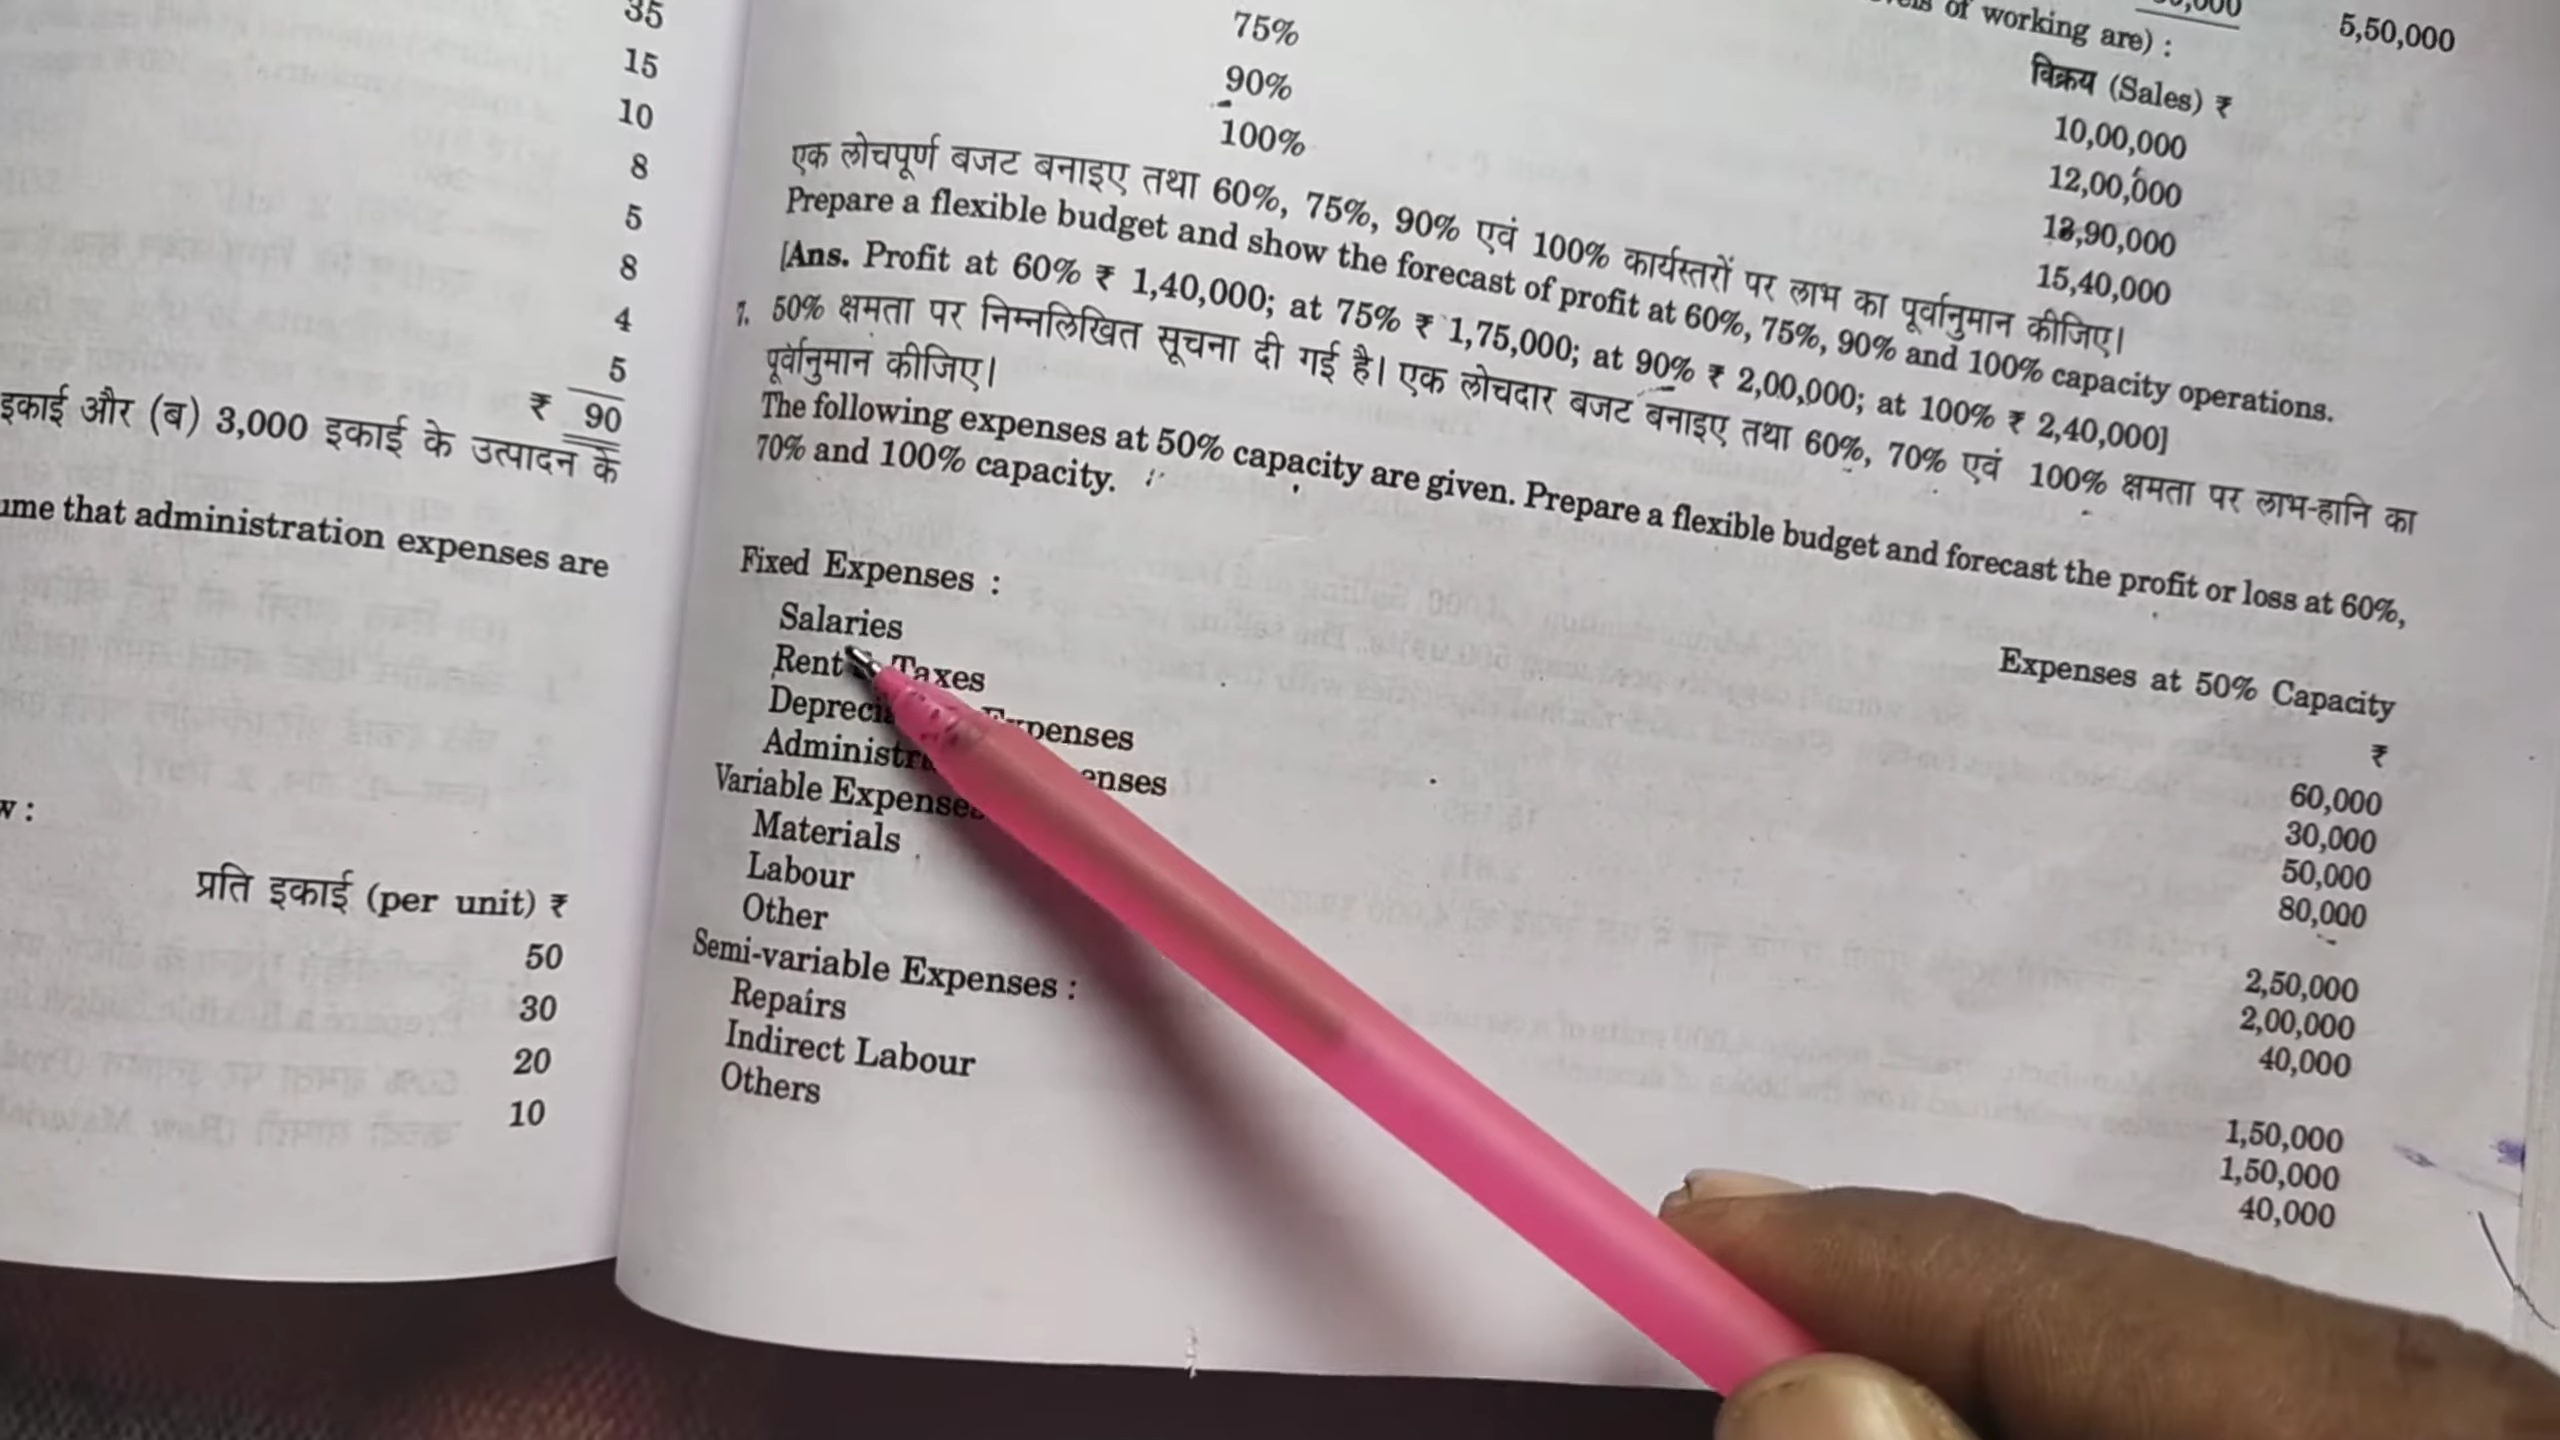 35
15
10
8
5
8
4
5
₹ 90
इकाई और (ब) 3,000 इकाई के उत्पादन के
that administration expenses are
प्रति इकाई (per unit) ₹
50
30
20
10
5,50,000
of working are) :
विक्रय (Sales) ₹
75% 10,00,000
90% 12,00,000
100% 13,90,000
15,40,000
एक लोचपूर्ण बजट बनाइए तथा 60%, 75%, 90% एवं 100% कार्यस्तरों पर लाभ का पूर्वानुमान कीजिए।
Prepare a flexible budget and show the forecast of profit at 60%, 75%, 90% and 100% capacity operations.
[Ans. Profit at 60% ₹ 1,40,000; at 75% ₹ 1,75,000; at 90% ₹ 2,00,000; at 100% ₹ 2,40,000]
7. 50% क्षमता पर निम्नलिखित सूचना दी गई है। एक लोचदार बजट बनाइए तथा 60%, 70% एवं 100% क्षमता पर लाभ-हानि का
पूर्वानुमान कीजिए।
The following expenses at 50% capacity are given. Prepare a flexible budget and forecast the profit or loss at 60%,
70% and 100% capacity.
Expenses at 50% Capacity
₹
Fixed Expenses :
Salaries 60,000
Rent Taxes 30,000
Expenses 50,000
80,000
Variable Expenses
Materials 2,50,000
Labour 2,00,000
Other 40,000
Semi-variable Expenses :
Repairs 1,50,000
Indirect Labour 1,50,000
Others 40,000